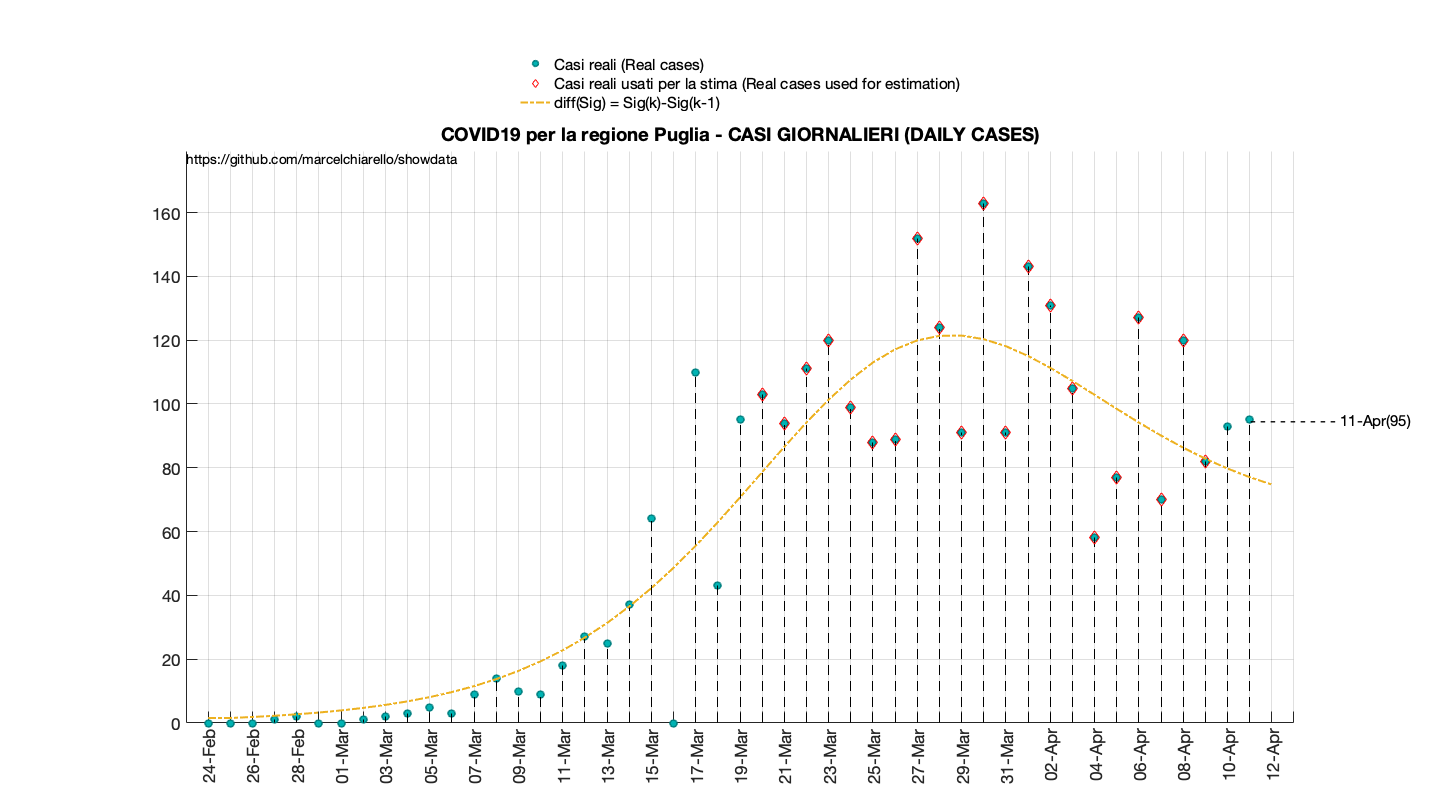 Casi reali (Real cases)
Casi reali usati per la stima (Real cases used for estimation)
diff(Sig) = Sig(k)-Sig(k-1)
COVID19 per la regione Puglia - CASI GIORNALIERI (DAILY CASES)
https://github.com/marcelchiarello/showdata
160
140
120
100
80
60
40
20
0
11-Apr(95)
24-Feb
26-Feb
28-Feb
01-Mar
03-Mar
05-Mar
07-Mar
09-Mar
11-Mar
13-Mar
15-Mar
17-Mar
19-Mar
21-Mar
23-Mar
25-Mar
27-Mar
29-Mar
31-Mar
02-Apr
04-Apr
06-Apr
08-Apr
10-Apr
12-Apr